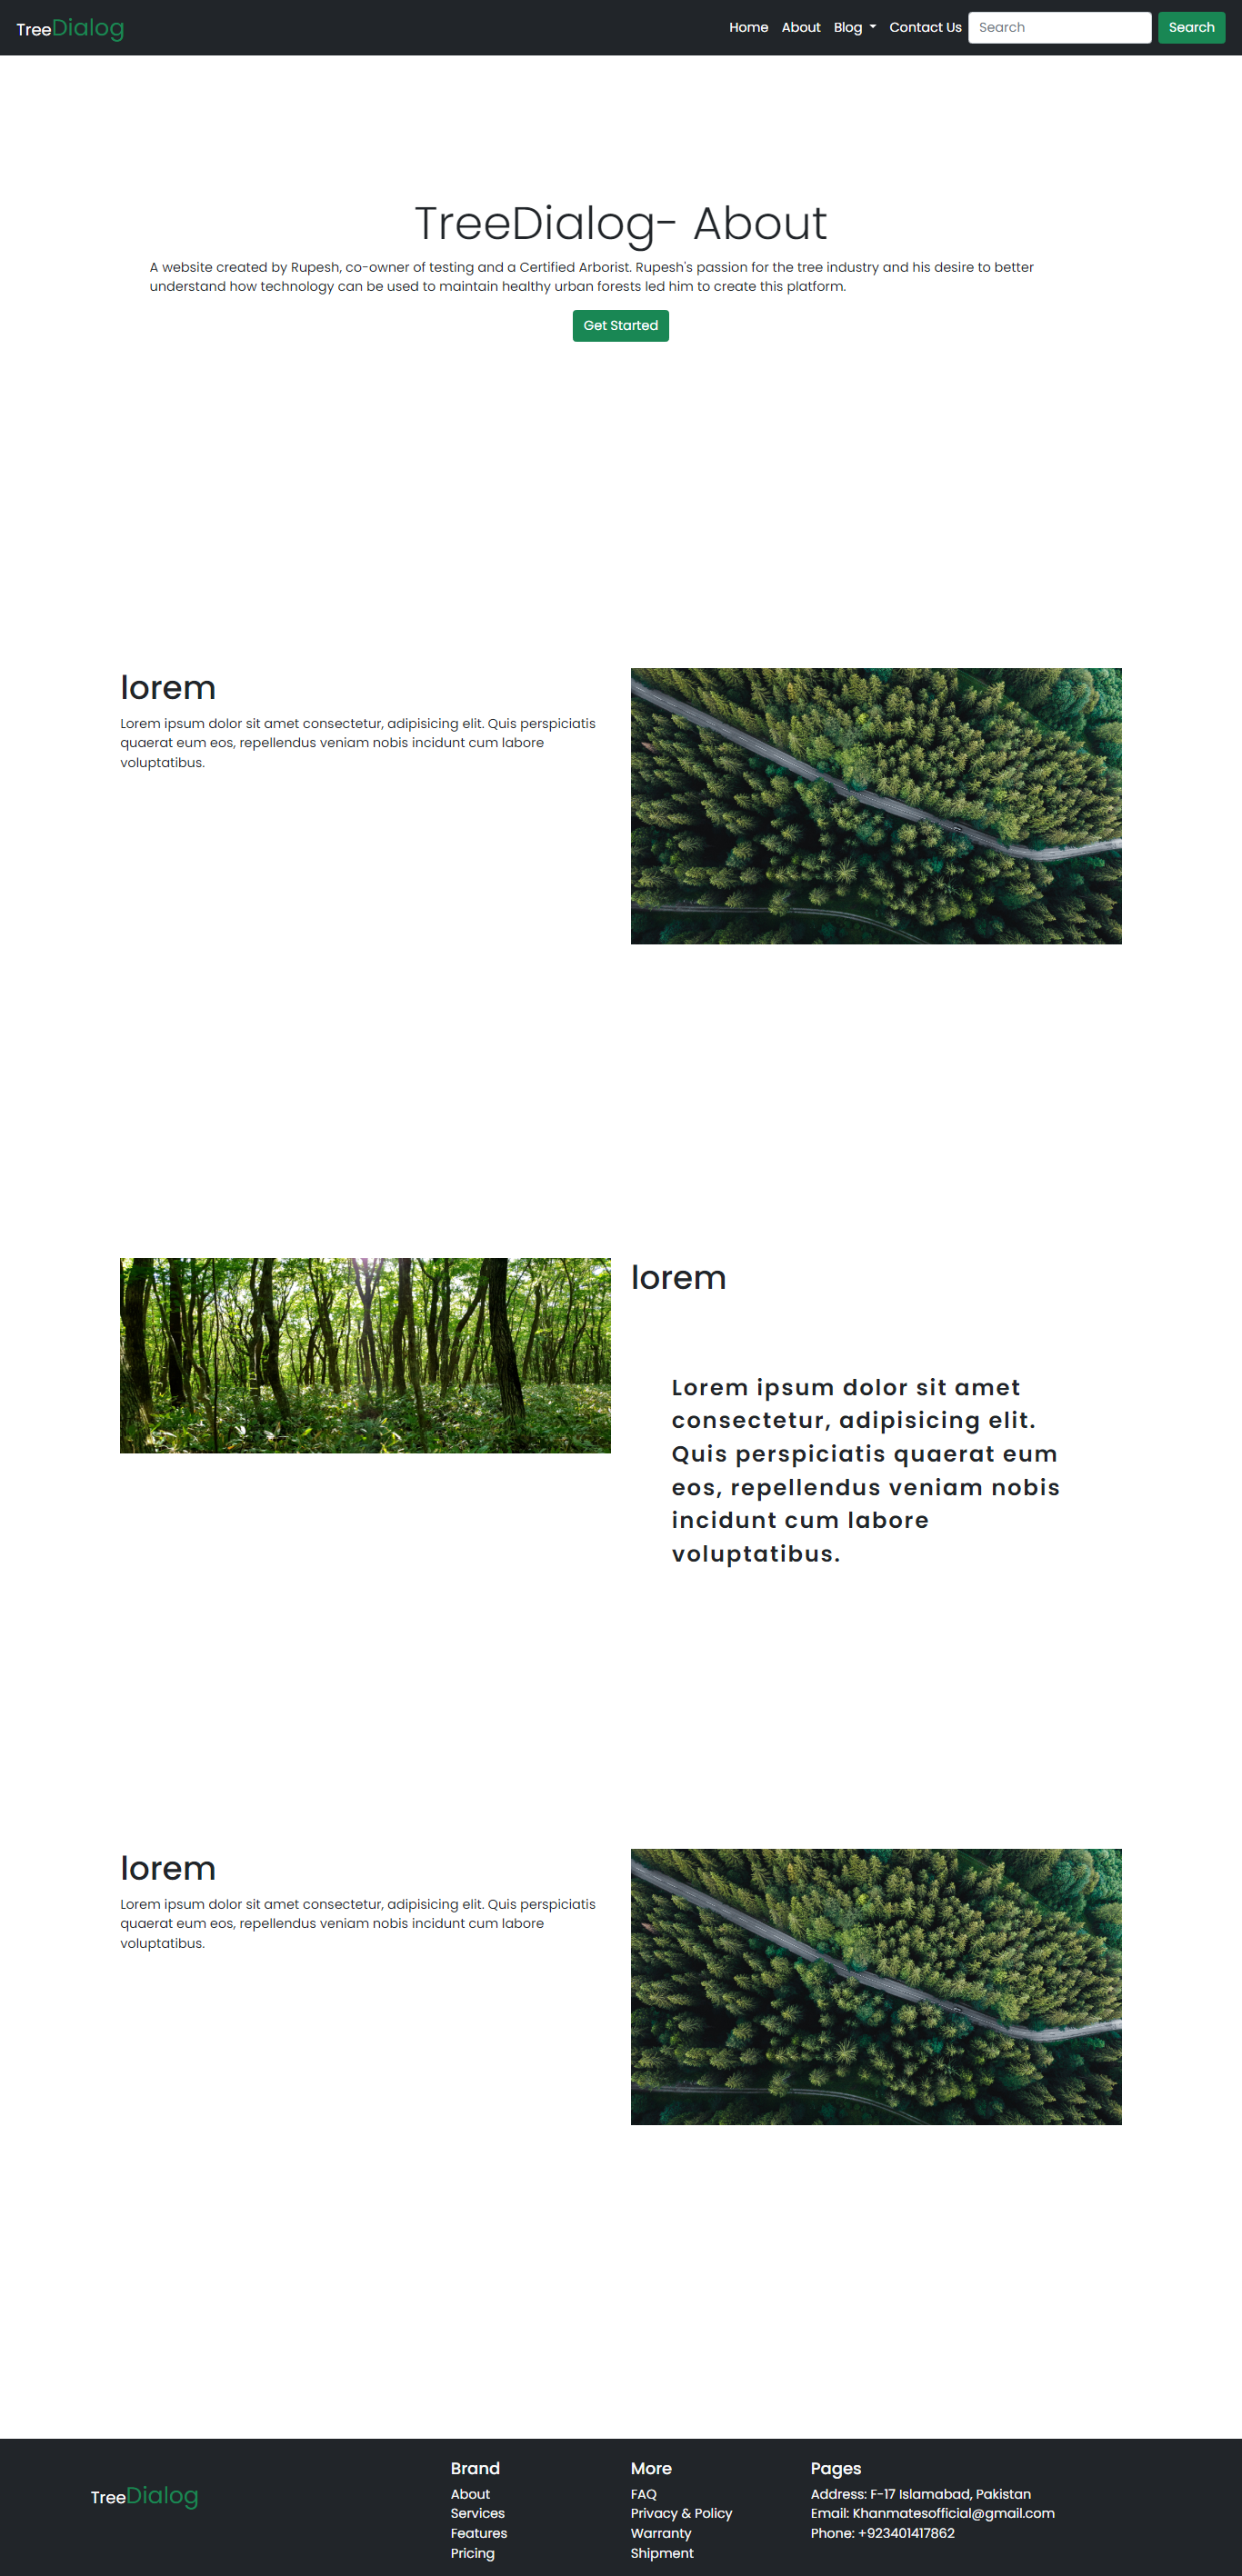 TreeDialog Home About Blog Contact Us Search Search
TreeDialog- About
A website created by Rupesh, co-owner of testing and a Certified Arborist. Rupesh's passion for the tree industry and his desire to better
understand how technology can be used to maintain healthy urban forests led him to create this platform.
Get Started
lorem
Lorem ipsum dolor sit amet consectetur, adipisicing elit. Quis perspiciatis
quaerat eum eos, repellendus veniam nobis incidunt cum labore
voluptatibus.
lorem
Lorem ipsum dolor sit amet
consectetur, adipisicing elit.
Quis perspiciatis quaerat eum
eos, repellendus veniam nobis
incidunt cum labore
voluptatibus.
lorem
Lorem ipsum dolor sit amet consectetur, adipisicing elit. Quis perspiciatis
quaerat eum eos, repellendus veniam nobis incidunt cum labore
voluptatibus.
TreeDialog
Brand
About
Services
Features
Pricing
More
FAQ
Privacy & Policy
Warranty
Shipment
Pages
Address: F-17 Islamabad, Pakistan
Email: Khanmatesofficial@gmail.com
Phone: +923401417862